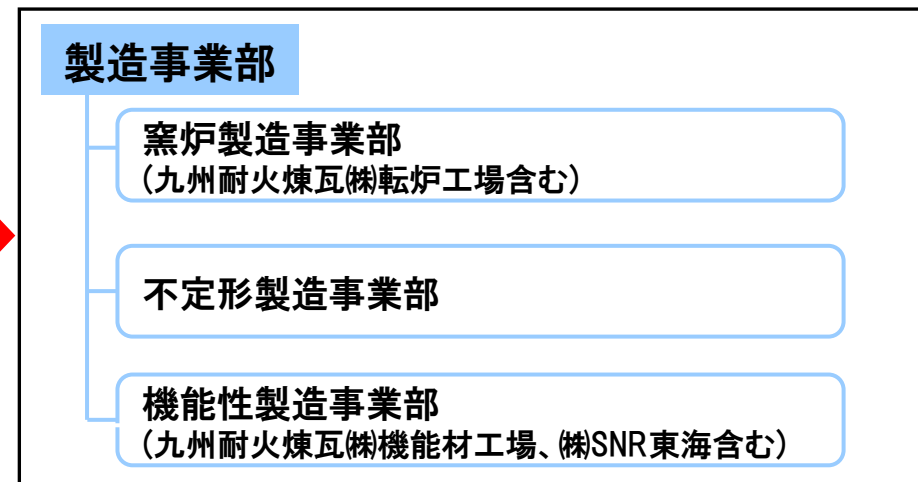 製造事業部
窯炉製造事業部
(九州耐火煉瓦㈱転炉工場含む)
不定形製造事業部
機能性製造事業部
(九州耐火煉瓦㈱機能材工場、㈱SNR東海含む)